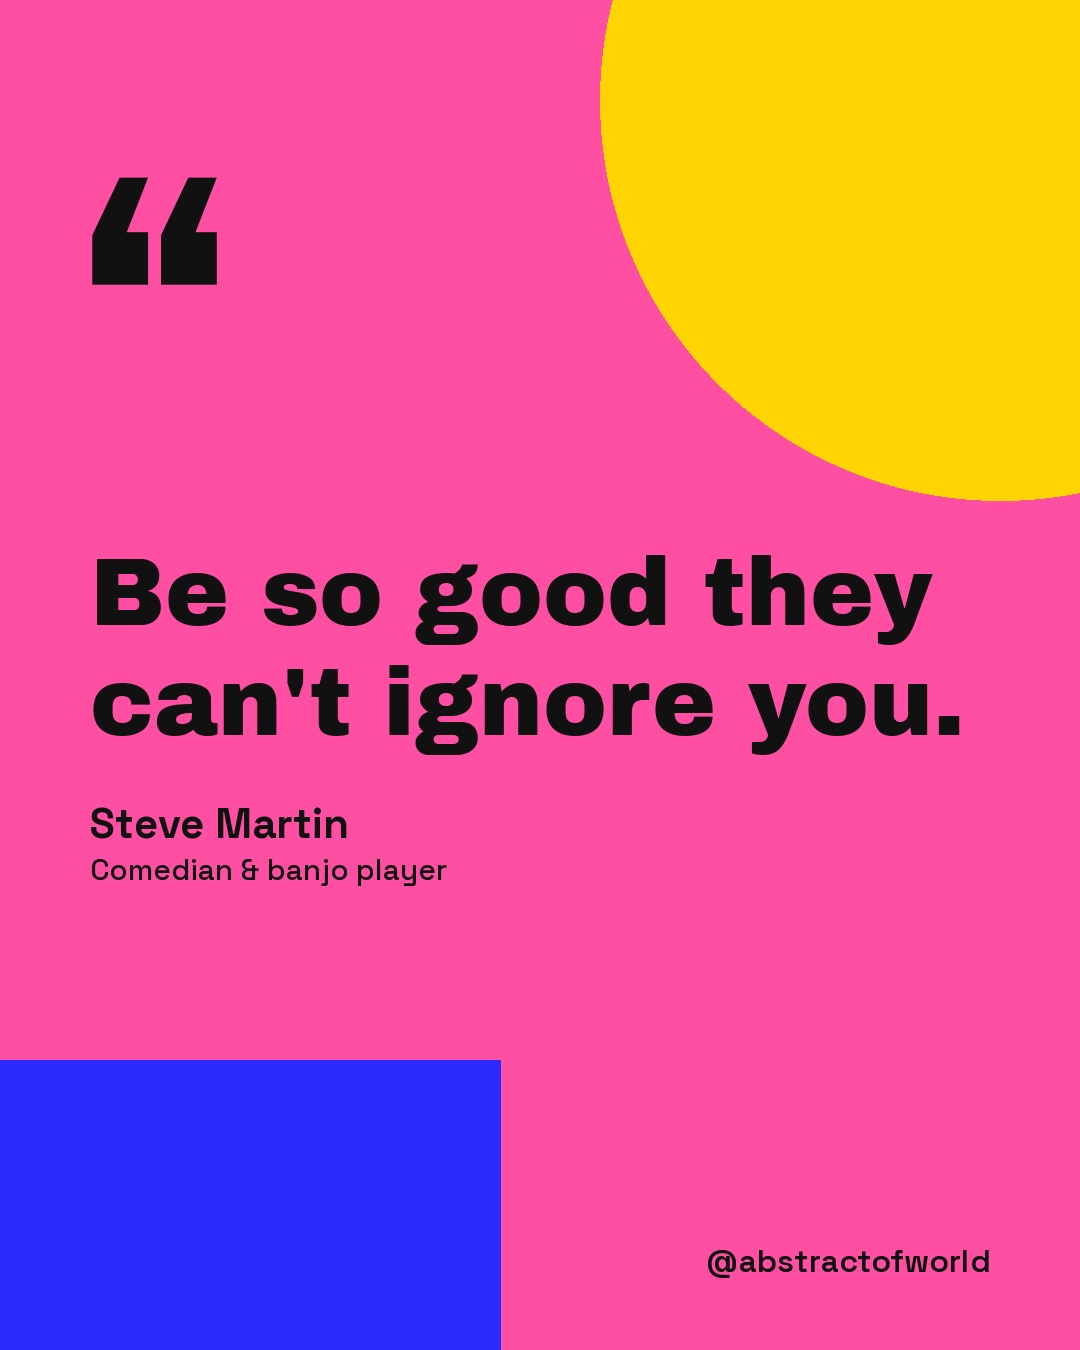 “
Be so good they
can't ignore you.
Steve Martin
Comedian & banjo player
@abstractofworld